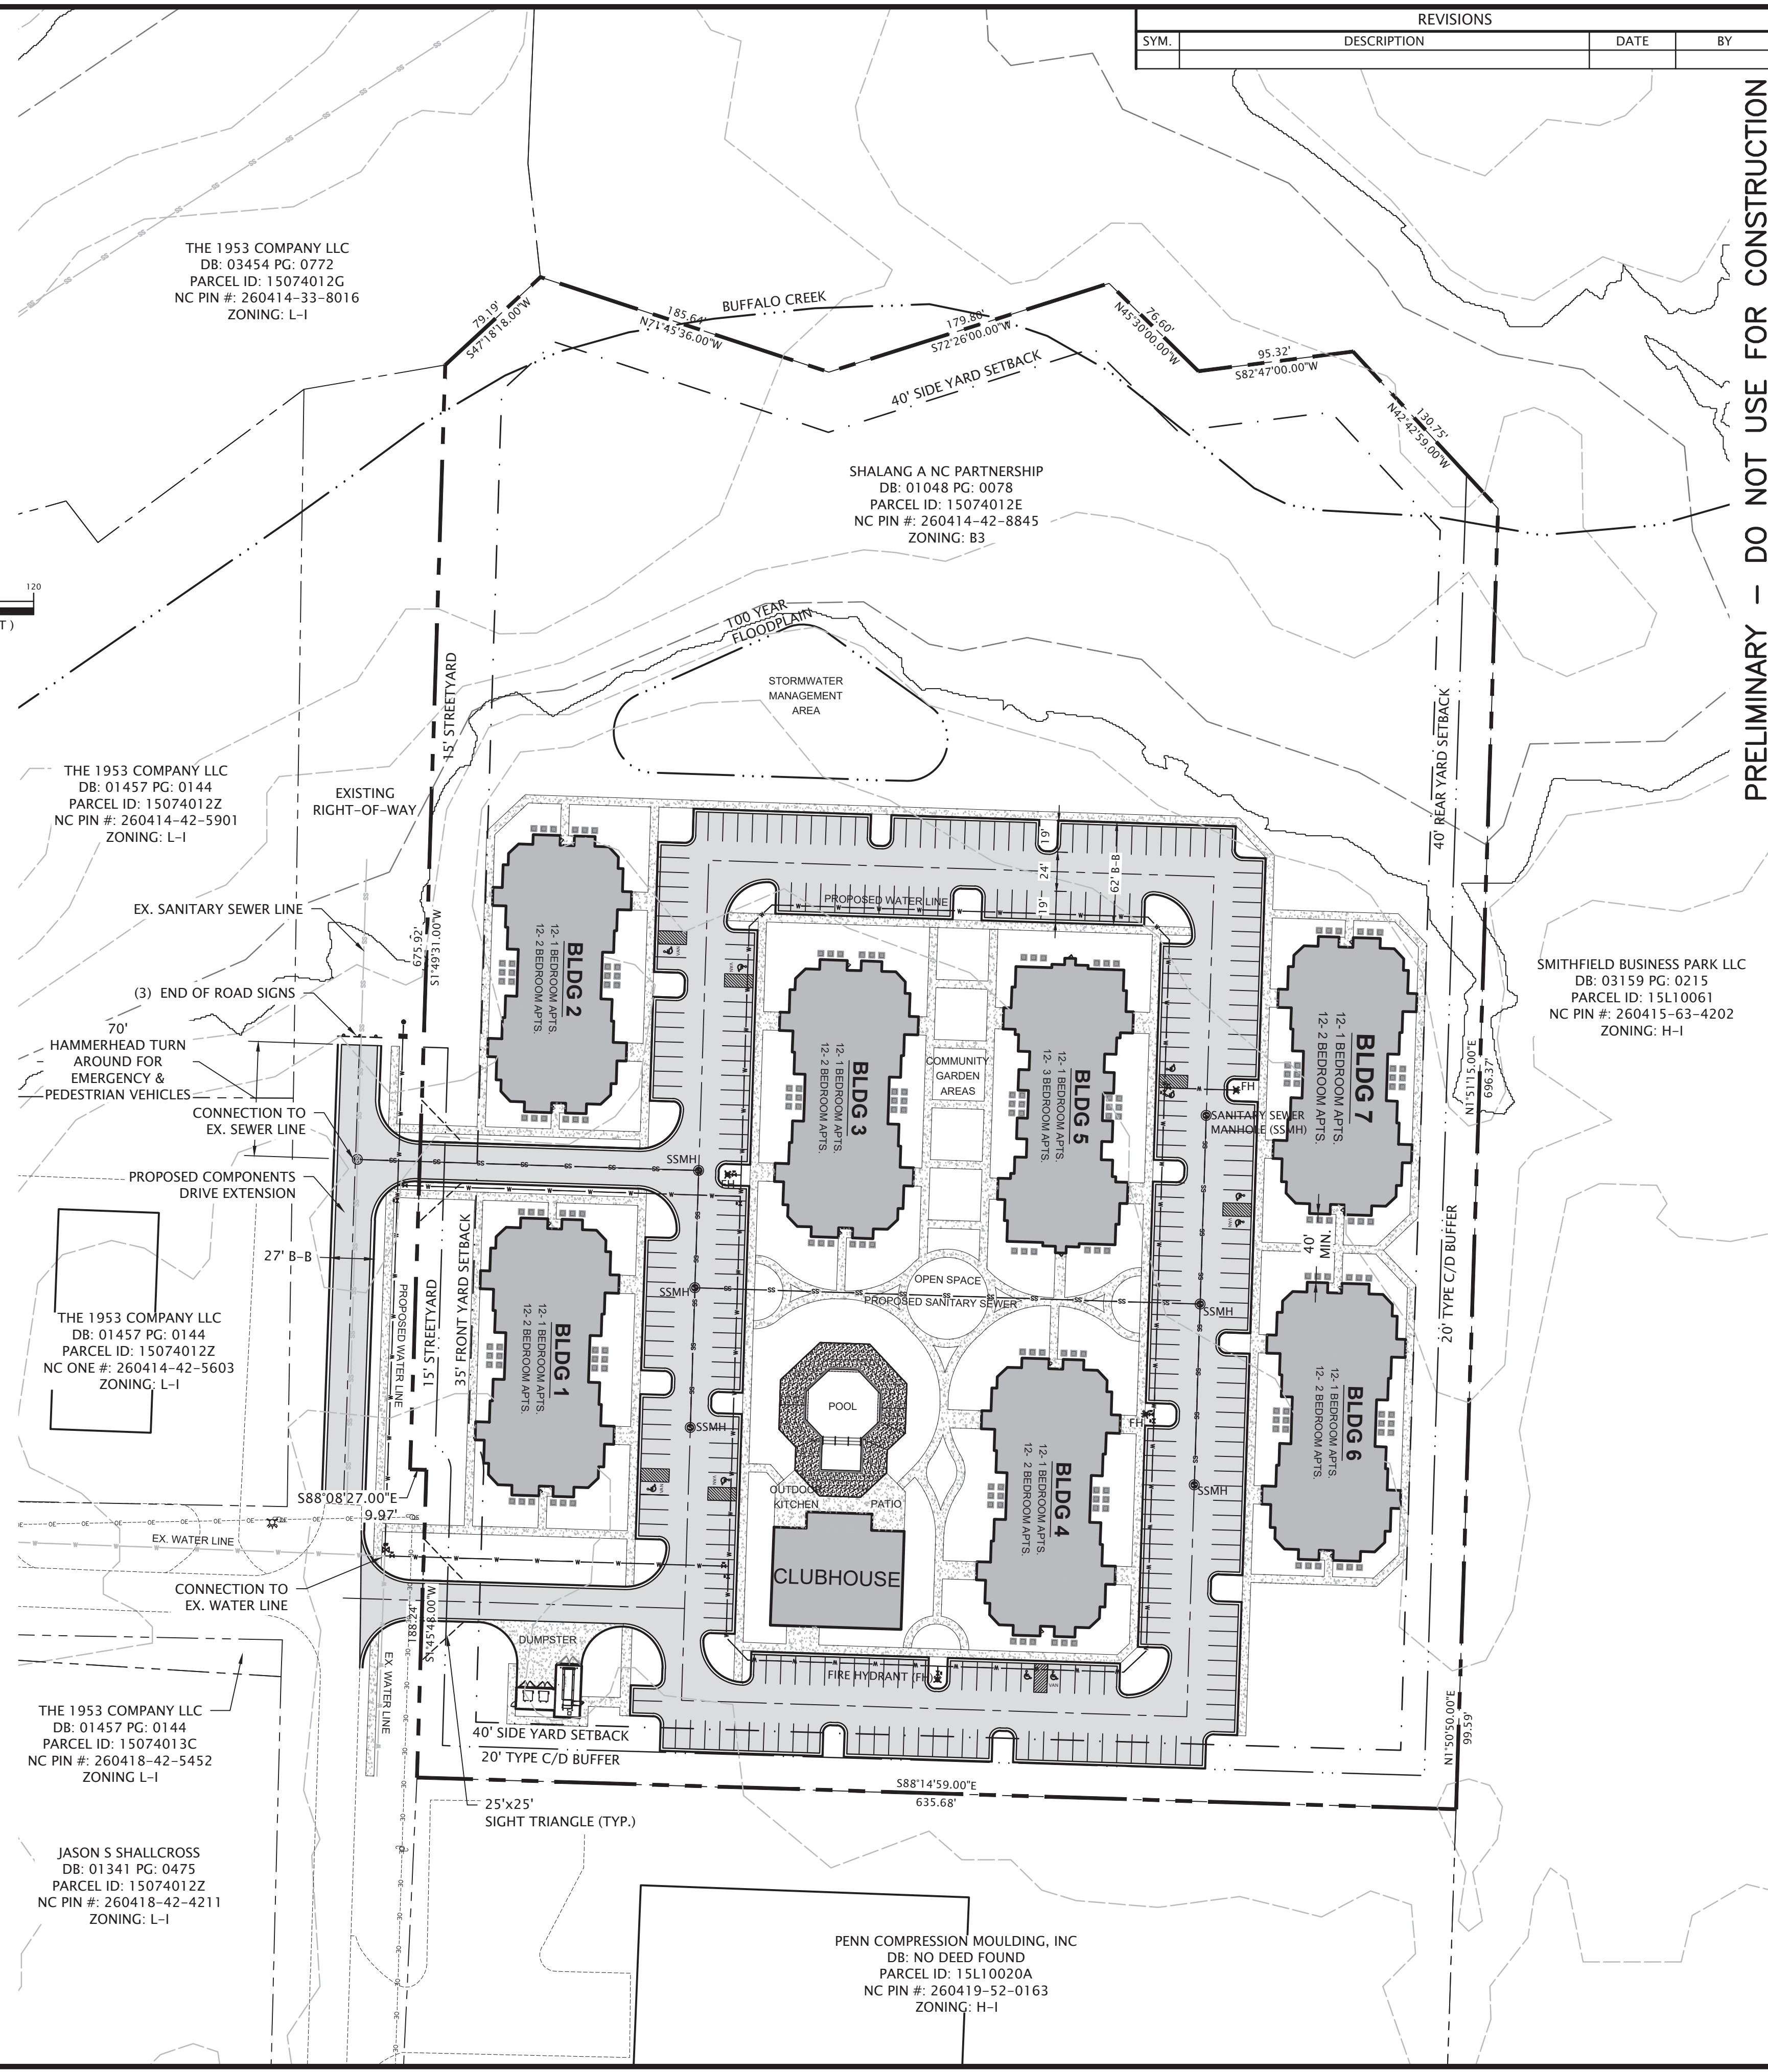 REVISIONS
SYM.
DESCRIPTION
DATE
BY
PRELIMINARY - DO NOT USE FOR CONSTRUCTION
THE 1953 COMPANY LLC
DB: 03454 PG: 0772
PARCEL ID: 15074012G
NC PIN #: 260414-33-8016
ZONING: L-I
79.19'
S47°18'18.00"W
185.64'
N71°45'36.00"W
BUFFALO CREEK
179.80'
S72°26'00.00"W
76.60'
N45°30'00.00"W
95.32'
S82°47'00.00"W
130.75'
N42°42'59.00"W
40' SIDE YARD SETBACK
SHALANG A NC PARTNERSHIP
DB: 01048 PG: 0078
PARCEL ID: 15074012E
NC PIN #: 260414-42-8845
ZONING: B3
120
T )
100 YEAR
FLOODPLAIN
STORMWATER
MANAGEMENT
AREA
15' STREETYARD
40' REAR YARD SETBACK
THE 1953 COMPANY LLC
DB: 01457 PG: 0144
PARCEL ID: 15074012Z
NC PIN #: 260414-42-5901
ZONING: L-I
EXISTING
RIGHT-OF-WAY
EX. SANITARY SEWER LINE
675.92'
S1°49'31.00"W
(3) END OF ROAD SIGNS
70'
HAMMERHEAD TURN
AROUND FOR
EMERGENCY &
PEDESTRIAN VEHICLES
CONNECTION TO
EX. SEWER LINE
PROPOSED COMPONENTS
DRIVE EXTENSION
27' B-B
19'
24'
19'
62' B-B
PROPOSED WATER LINE
BLDG 2
12- 1 BEDROOM APTS.
12- 2 BEDROOM APTS.
VAN
VAN
BLDG 3
12- 1 BEDROOM APTS.
12- 2 BEDROOM APTS.
COMMUNITY
GARDEN
AREAS
BLDG 5
12- 1 BEDROOM APTS.
12- 3 BEDROOM APTS.
BLDG 7
12- 1 BEDROOM APTS.
12- 2 BEDROOM APTS.
FH
SANITARY SEWER
MANHOLE (SSMH)
SMITHFIELD BUSINESS PARK LLC
DB: 03159 PG: 0215
PARCEL ID: 15L10061
NC PIN #: 260415-63-4202
ZONING: H-I
N1°51'15.00"E
696.37'
SSMH
FH
40'
MIN.
VAN
20' TYPE C/D BUFFER
THE 1953 COMPANY LLC
DB: 01457 PG: 0144
PARCEL ID: 15074012Z
NC ONE #: 260414-42-5603
ZONING: L-I
PROPOSED WATER LINE
15' STREETYARD
35' FRONT YARD SETBACK
BLDG 1
12- 1 BEDROOM APTS.
12- 2 BEDROOM APTS.
SSMH
OPEN SPACE
PROPOSED SANITARY SEWER
SSMH
POOL
SSMH
FH
BLDG 4
12- 1 BEDROOM APTS.
12- 2 BEDROOM APTS.
BLDG 6
12- 1 BEDROOM APTS.
12- 2 BEDROOM APTS.
SSMH
VAN
VAN
OUTDOOR
KITCHEN
PATIO
CLUBHOUSE
S88°08'27.00"E
9.97'
EX. WATER LINE
CONNECTION TO
EX. WATER LINE
188.24'
S1°45'48.00"W
EX. WATER LINE
DUMPSTER
FIRE HYDRANT (FH)
VAN
40' SIDE YARD SETBACK
20' TYPE C/D BUFFER
S88°14'59.00"E
635.68'
N1°50'50.00"E
99.59'
25'x25'
SIGHT TRIANGLE (TYP.)
THE 1953 COMPANY LLC
DB: 01457 PG: 0144
PARCEL ID: 15074013C
NC PIN #: 260418-42-5452
ZONING L-I
JASON S SHALLCROSS
DB: 01341 PG: 0475
PARCEL ID: 15074012Z
NC PIN #: 260418-42-4211
ZONING: L-I
PENN COMPRESSION MOULDING, INC
DB: NO DEED FOUND
PARCEL ID: 15L10020A
NC PIN #: 260419-52-0163
ZONING: H-I